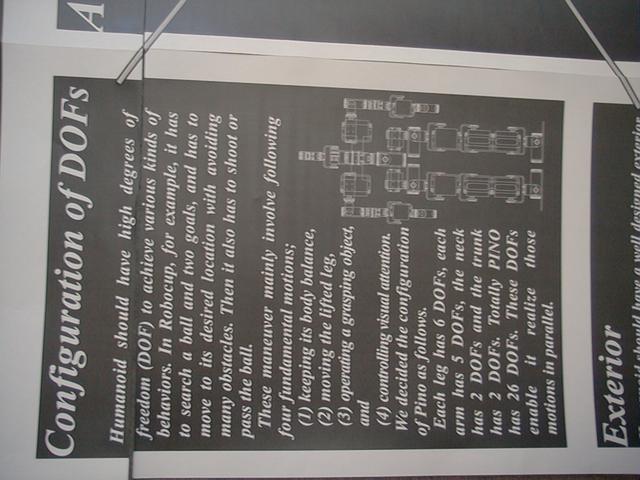 A
Configuration of DOFs
Humanoid should have high degrees of
freedom (DOF) to achieve various kinds of
behaviors. In Robocup, for example, it has
to search a ball and two goals, and has to
move to its desired location with avoiding
many obstacles. Then it also has to shoot or
pass the ball.
These maneuver mainly involve following
four fundamental motions;
(1) keeping its body balance,
(2) moving the lifted leg,
(3) operating a grasping object,
and
(4) controlling visual attention.
We decided the configuration
of Pino as follows.
Each leg has 6 DOFs, each
arm has 5 DOFs, the neck
has 2 DOFs and the trunk
has 2 DOFs. Totally PINO
has 26 DOFs. These DOFs
enable it realize those
motions in parallel.
Exterior
should have a well designed exterior